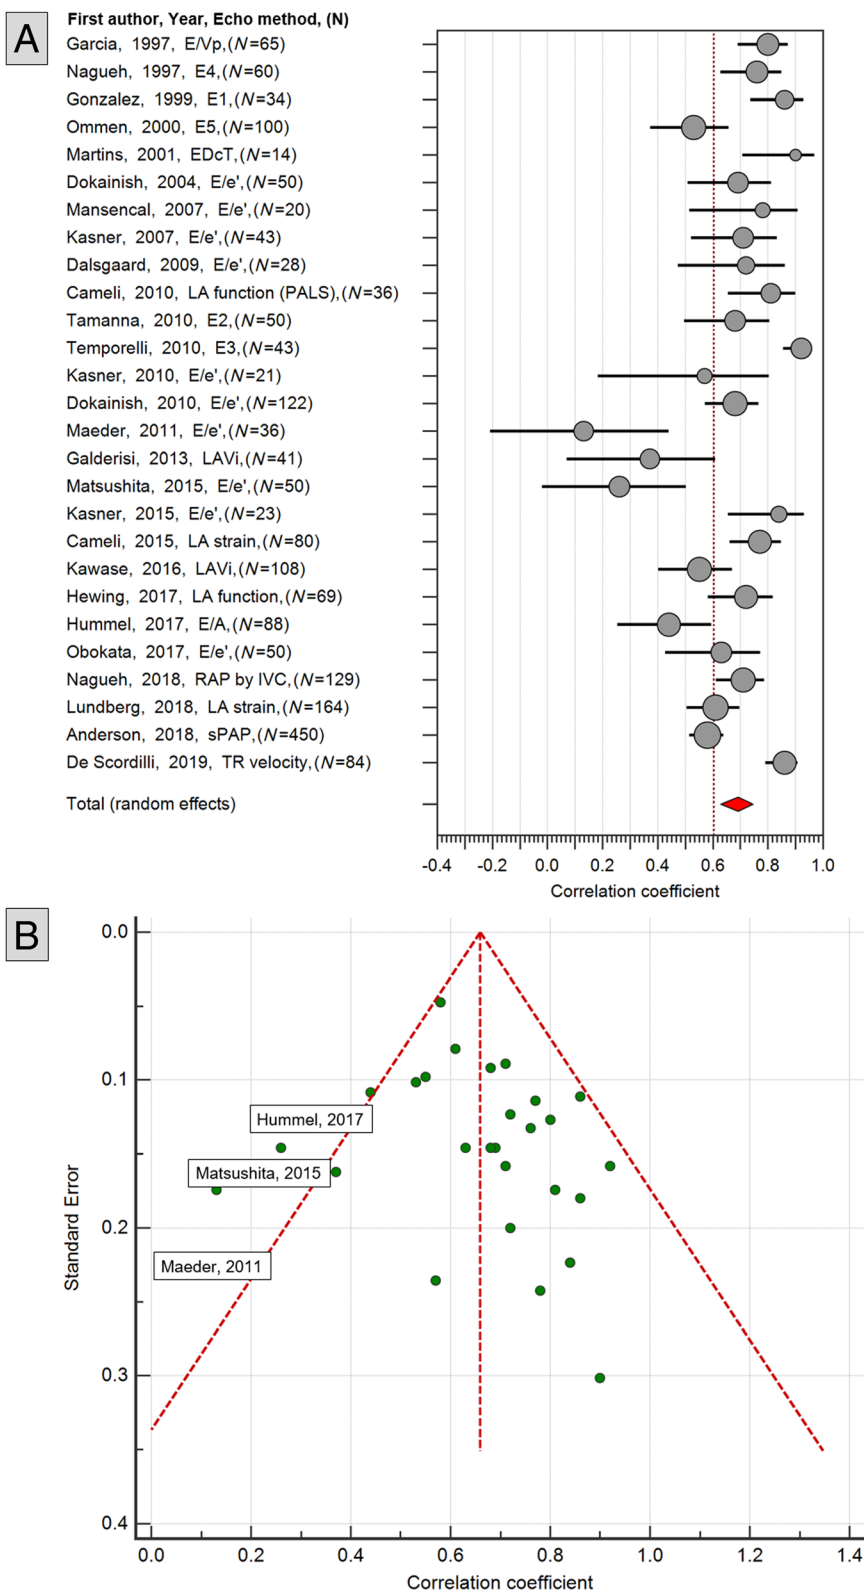 A
First author, Year, Echo method, (N)
Garcia, 1997, E/Vp,(N=65)
Nagueh, 1997, E4,(N=60)
Gonzalez, 1999, E1,(N=34)
Ommen, 2000, E5,(N=100)
Martins, 2001, EDcT,(N=14)
Dokainish, 2004, E/e',(N=50)
Mansencal, 2007, E/e',(N=20)
Kasner, 2007, E/e',(N=43)
Dalsgaard, 2009, E/e',(N=28)
Cameli, 2010, LA function (PALS),(N=36)
Tamanna, 2010, E2,(N=50)
Temporelli, 2010, E3,(N=43)
Kasner, 2010, E/e',(N=21)
Dokainish, 2010, E/e',(N=122)
Maeder, 2011, E/e',(N=36)
Galderisi, 2013, LAVi,(N=41)
Matsushita, 2015, E/e',(N=50)
Kasner, 2015, E/e',(N=23)
Cameli, 2015, LA strain,(N=80)
Kawase, 2016, LAVi,(N=108)
Hewing, 2017, LA function,(N=69)
Hummel, 2017, E/A,(N=88)
Obokata, 2017, E/e',(N=50)
Nagueh, 2018, RAP by IVC,(N=129)
Lundberg, 2018, LA strain,(N=164)
Anderson, 2018, sPAP,(N=450)
De Scordilli, 2019, TR velocity,(N=84)
Total (random effects)
-0.4 -0.2 0.0 0.2 0.4 0.6 0.8 1.0
Correlation coefficient
B
0.0
0.1
Hummel, 2017
Matsushita, 2015
Standard Error
0.2
Maeder, 2011
0.3
0.4
0.0 0.2 0.4 0.6 0.8 1.0 1.2 1.4
Correlation coefficient